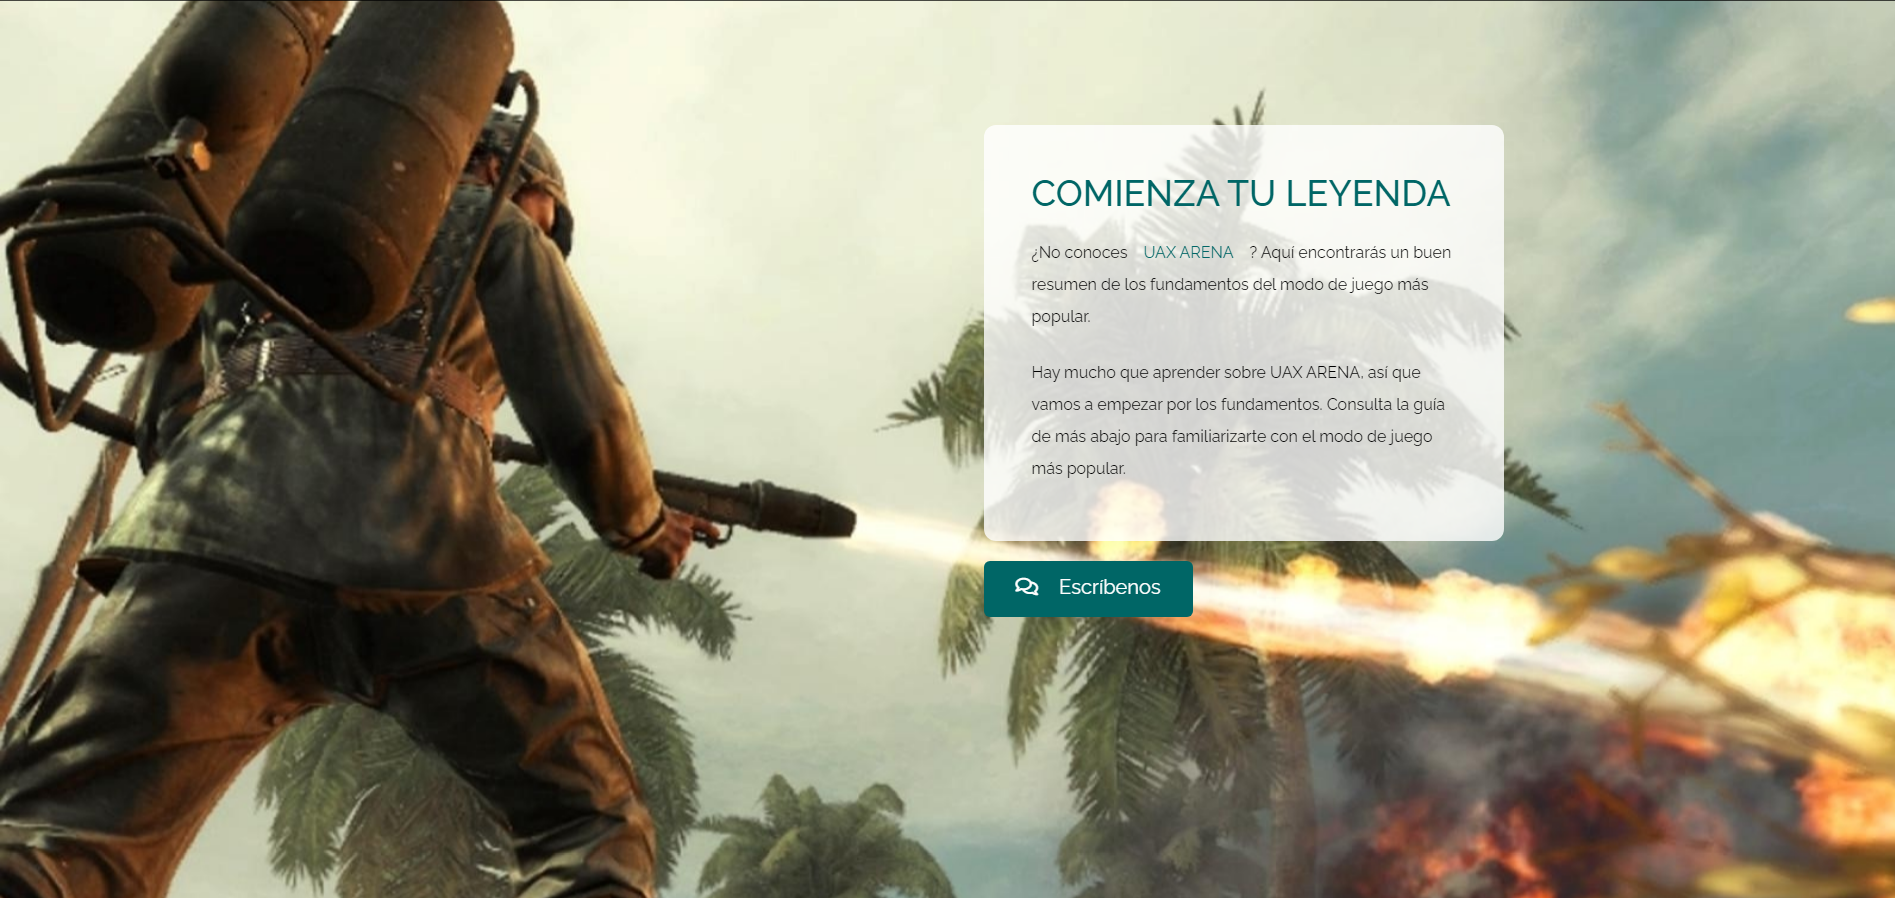 COMIENZA TU LEYENDA
¿No conoces UAX ARENA ? Aquí encontrarás un buen
resumen de los fundamentos del modo de juego más
popular.
Hay mucho que aprender sobre UAX ARENA, así que
vamos a empezar por los fundamentos. Consulta la guía
de más abajo para familiarizarte con el modo de juego
más popular.
Escríbenos